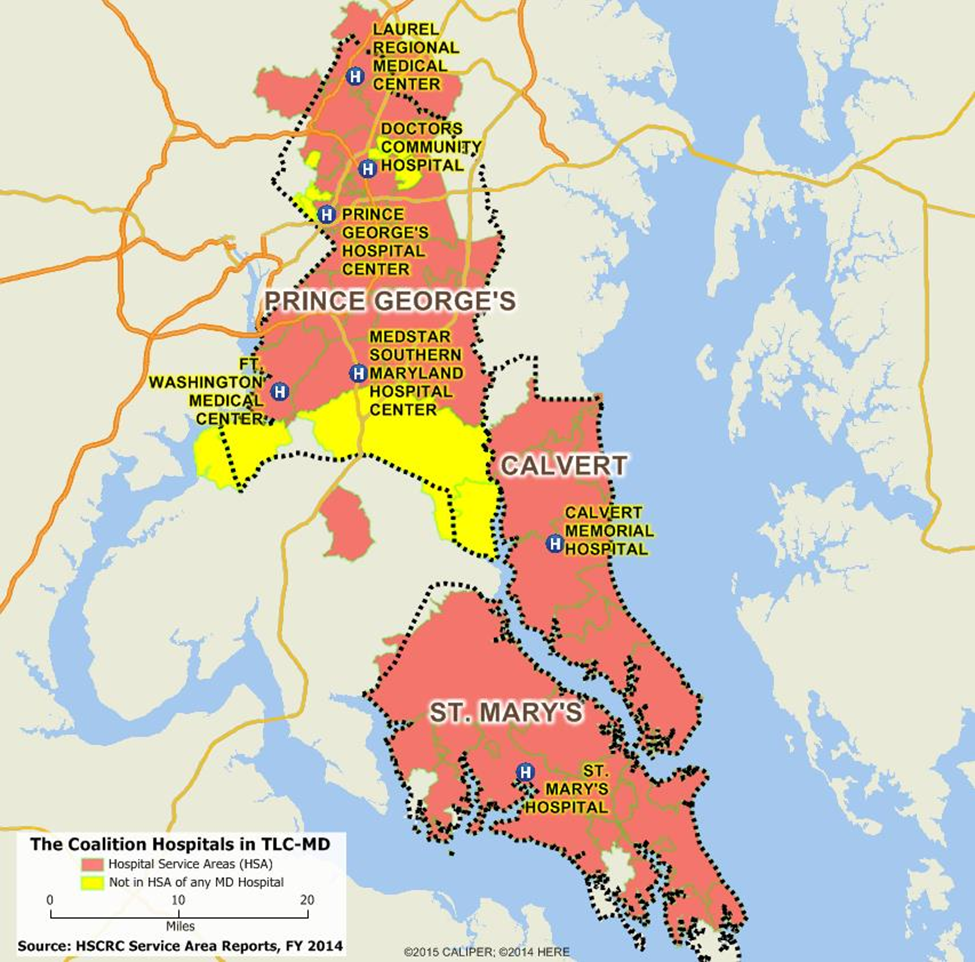 LAUREL
REGIONAL
MEDICAL
CENTER
H
DOCTORS
COMMUNITY
HOSPITAL
H
H
PRINCE
GEORGE'S
HOSPITAL
CENTER
PRINCE GEORGE'S
MEDSTAR
SOUTHERN
MARYLAND
HOSPITAL
CENTER
H
FT.
WASHINGTON
MEDICAL
CENTER
H
CALVERT
CALVERT
MEMORIAL
HOSPITAL
H
ST. MARY'S
H
ST.
MARY'S
HOSPITAL
The Coalition Hospitals in TLC-MD
Hospital Service Areas (HSA)
Not in HSA of any MD Hospital
0 10 20
Miles
Source: HSCRC Service Area Reports, FY 2014
©2015 CALIPER; ©2014 HERE